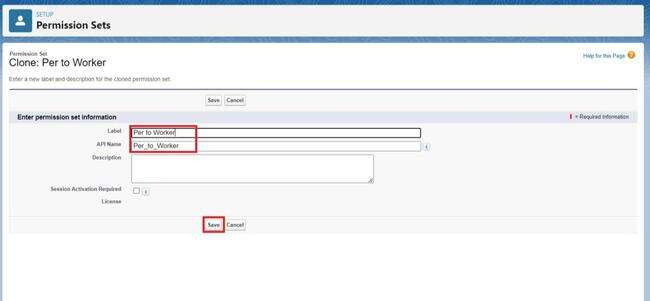 SETUP
Permission Sets
Permission Set
Clone: Per to Worker
Help for this Page
Enter a new label and description for the cloned permission set.
Save Cancel
Enter permission set information
= Required Information
Label Per to Worker
API Name Per_to_Worker
Description
Session Activation Required
License
Save Cancel